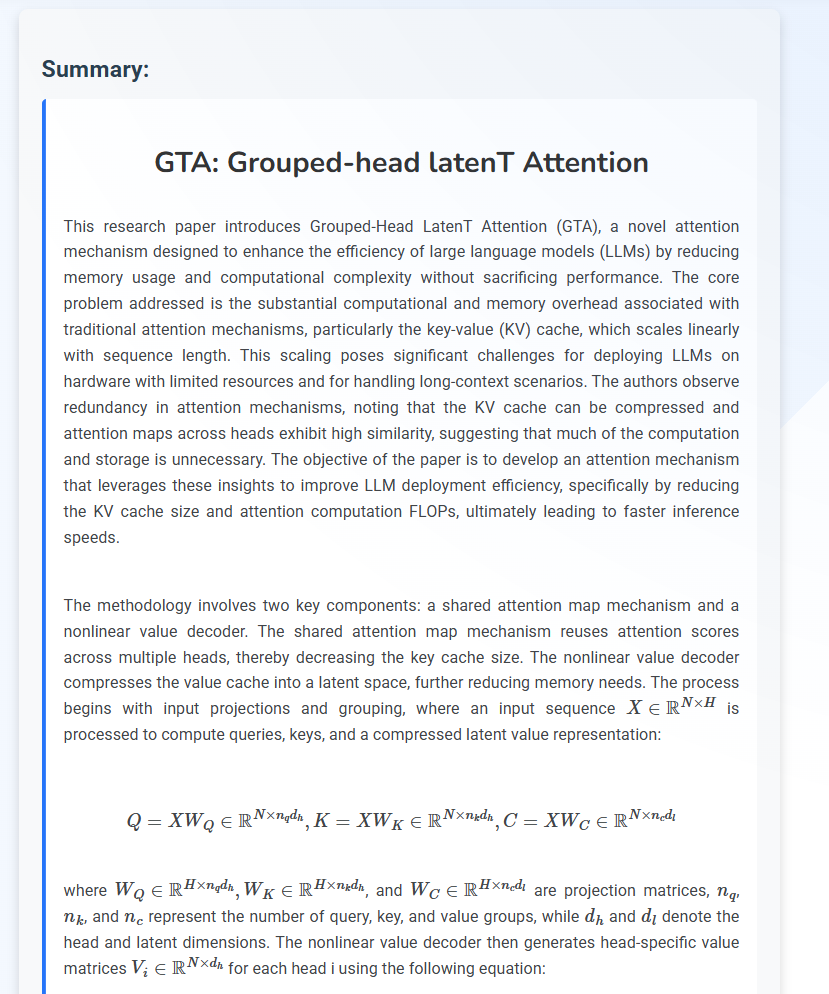 Summary:
GTA: Grouped-head latenT Attention
This research paper introduces Grouped-Head LatenT Attention (GTA), a novel attention
mechanism designed to enhance the efficiency of large language models (LLMs) by reducing
memory usage and computational complexity without sacrificing performance. The core
problem addressed is the substantial computational and memory overhead associated with
traditional attention mechanisms, particularly the key-value (KV) cache, which scales linearly
with sequence length. This scaling poses significant challenges for deploying LLMs on
hardware with limited resources and for handling long-context scenarios. The authors observe
redundancy in attention mechanisms, noting that the KV cache can be compressed and
attention maps across heads exhibit high similarity, suggesting that much of the computation
and storage is unnecessary. The objective of the paper is to develop an attention mechanism
that leverages these insights to improve LLM deployment efficiency, specifically by reducing
the KV cache size and attention computation FLOPs, ultimately leading to faster inference
speeds.
The methodology involves two key components: a shared attention map mechanism and a
nonlinear value decoder. The shared attention map mechanism reuses attention scores
across multiple heads, thereby decreasing the key cache size. The nonlinear value decoder
compresses the value cache into a latent space, further reducing memory needs. The process
begins with input projections and grouping, where an input sequence $X \in \mathbb{R}^{N \times H}$ is
processed to compute queries, keys, and a compressed latent value representation:
$Q = XW_Q \in \mathbb{R}^{N \times n_q d_h}, K = XW_K \in \mathbb{R}^{N \times n_k d_h}, C = XW_C \in \mathbb{R}^{N \times n_c d_l}$
where $W_Q \in \mathbb{R}^{H \times n_q d_h}, W_K \in \mathbb{R}^{H \times n_k d_h}$, and $W_C \in \mathbb{R}^{H \times n_c d_l}$ are projection matrices, $n_q$,
$n_k$, and $n_c$ represent the number of query, key, and value groups, while $d_h$ and $d_l$ denote the
head and latent dimensions. The nonlinear value decoder then generates head-specific value
matrices $V_i \in \mathbb{R}^{N \times d_h}$ for each head i using the following equation: